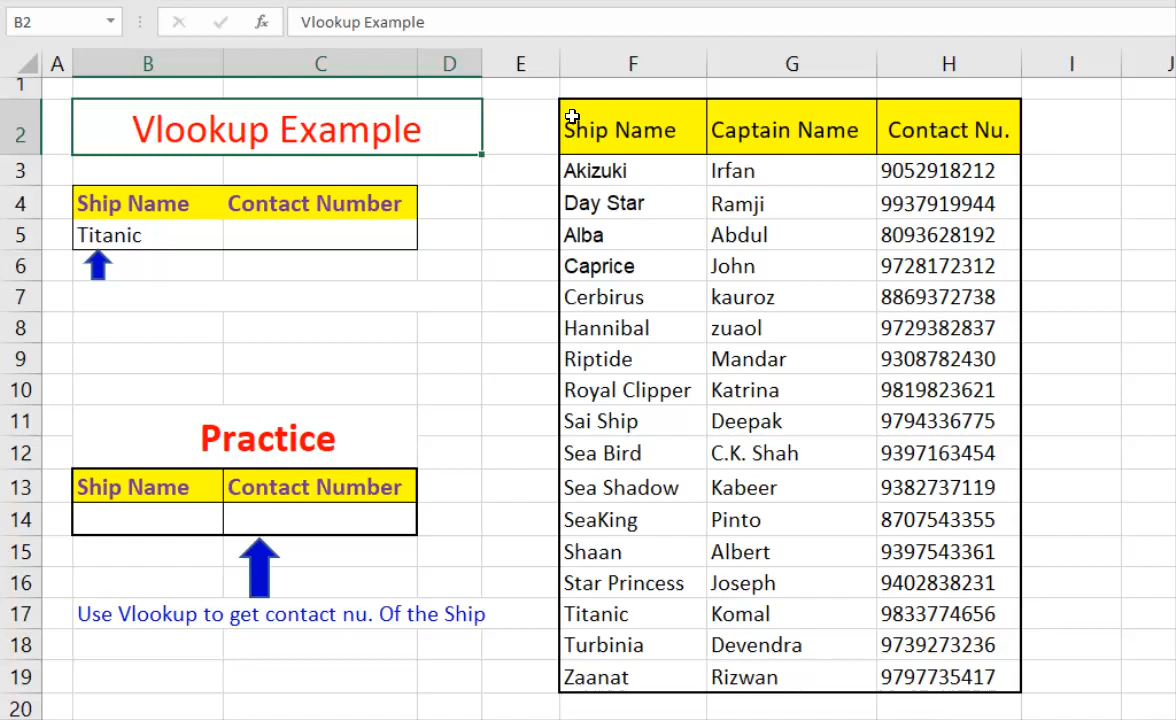 B2 fx Vlookup Example
A B C D E F G H I J
1
2 Vlookup Example Ship Name Captain Name Contact Nu.
3 Akizuki Irfan 9052918212
4 Ship Name Contact Number Day Star Ramji 9937919944
5 Titanic Alba Abdul 8093628192
6 Caprice John 9728172312
7 Cerbirus kauroz 8869372738
8 Hannibal zuaol 9729382837
9 Riptide Mandar 9308782430
10 Royal Clipper Katrina 9819823621
11 Sai Ship Deepak 9794336775
Practice
12 Sea Bird C.K. Shah 9397163454
13 Ship Name Contact Number Sea Shadow Kabeer 9382737119
14 SeaKing Pinto 8707543355
15 Shaan Albert 9397543361
16 Star Princess Joseph 9402838231
17 Use Vlookup to get contact nu. Of the Ship Titanic Komal 9833774656
18 Turbinia Devendra 9739273236
19 Zaanat Rizwan 9797735417
20